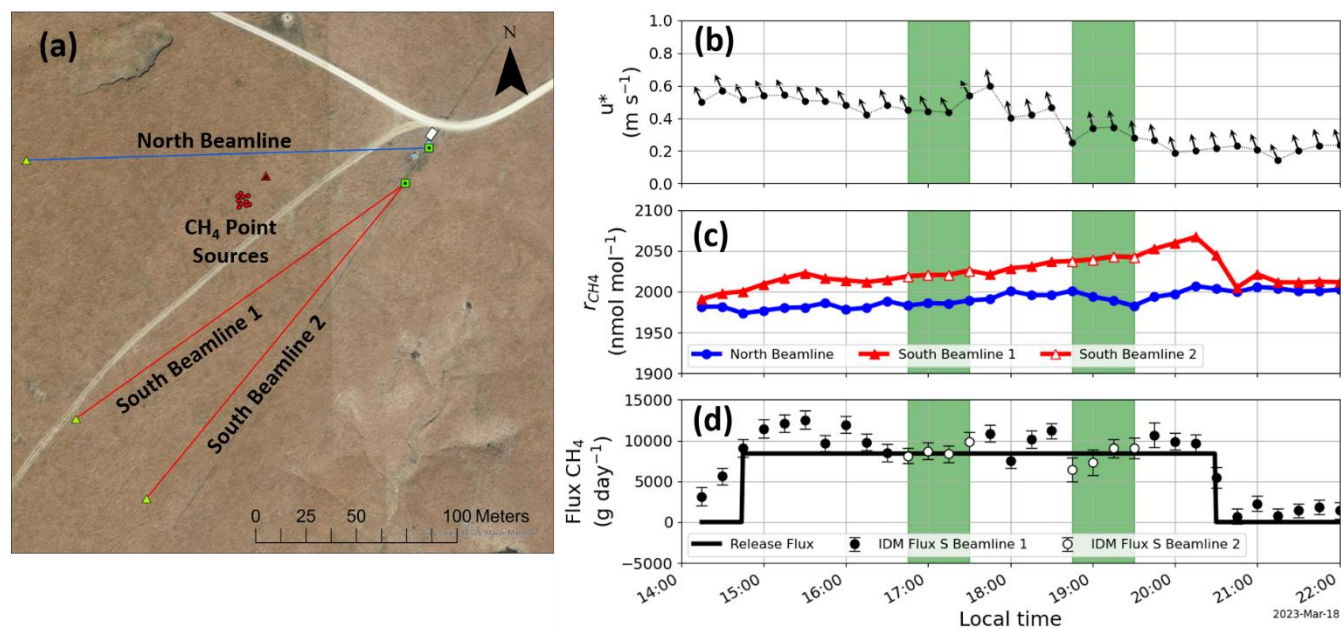 (a)
N
North Beamline
CH4 Point
Sources
South Beamline 1
South Beamline 2
0 25 50 100 Meters
(b)
1.0
0.8
0.6
0.4
0.2
0.0
u*
(m s−1)
(c)
2100
2050
2000
1950
1900
rCH4
(nmol mol−1)
North Beamline South Beamline 1 South Beamline 2
(d)
15000
10000
5000
0
−5000
Flux CH4
(g day−1)
Release Flux IDM Flux S Beamline 1 IDM Flux S Beamline 2
14:00 15:00 16:00 17:00 18:00 19:00 20:00 21:00 22:00
Local time
2023-Mar-18